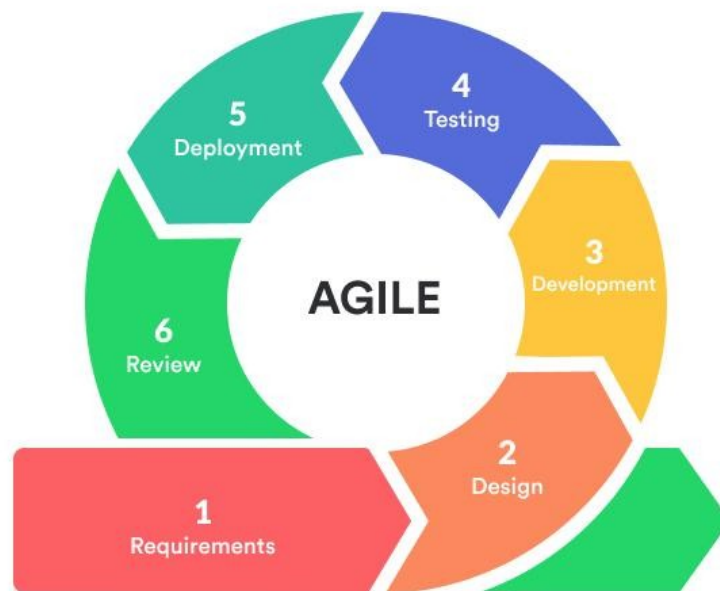 AGILE
1
Requirements
2
Design
3
Development
4
Testing
5
Deployment
6
Review